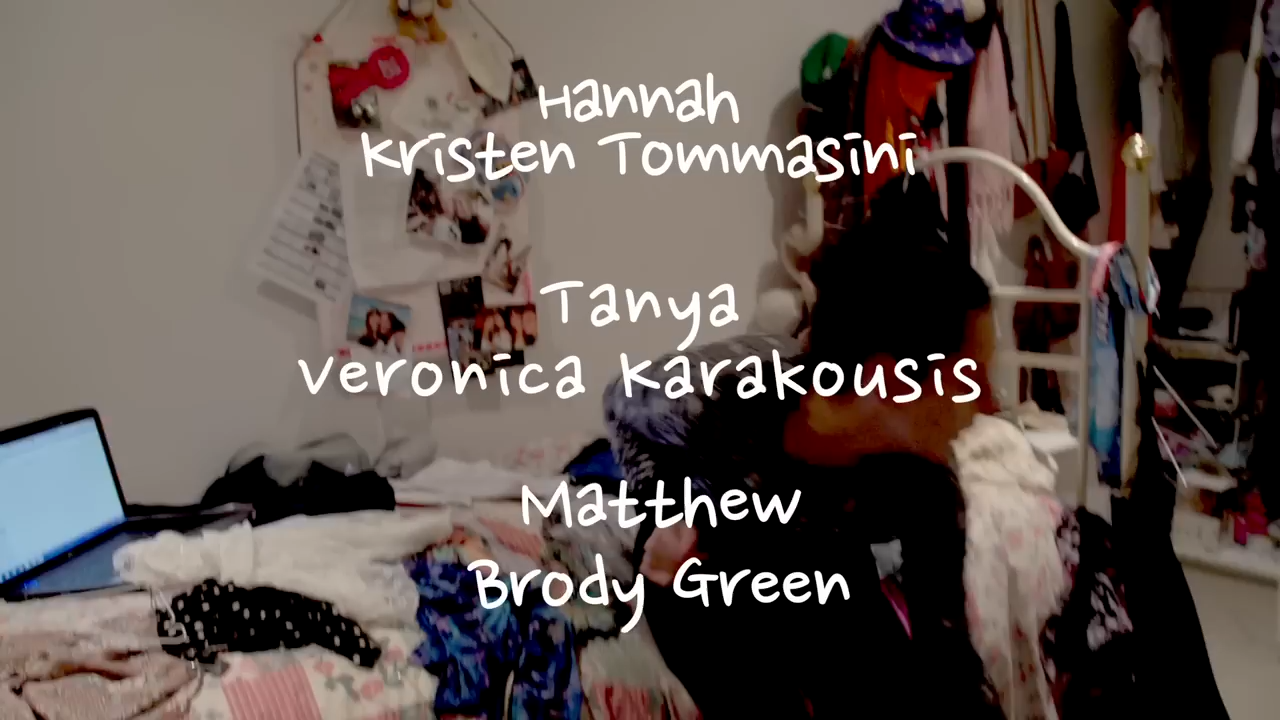 Hannah
Kristen Tommasini
Tanya
Veronica Karakousis
Matthew
Brody Green